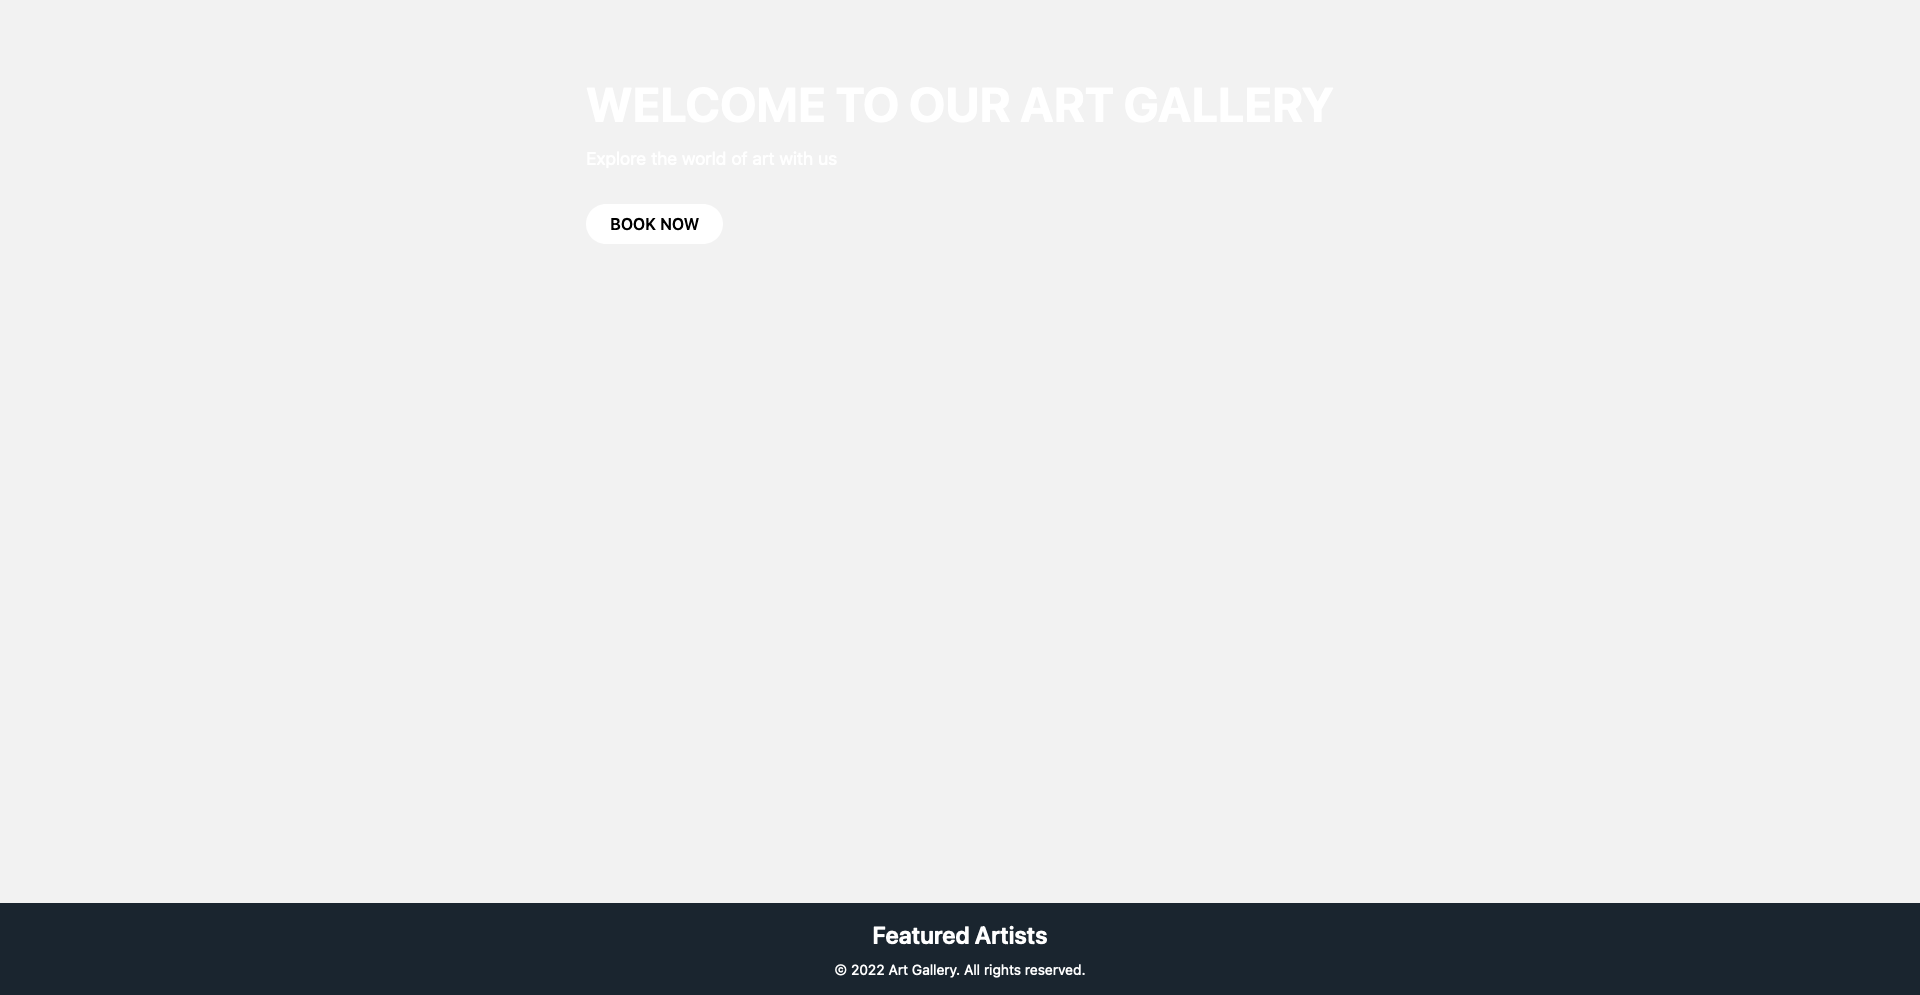 WELCOME TO OUR ART GALLERY
Explore the world of art with us
BOOK NOW
Featured Artists
© 2022 Art Gallery. All rights reserved.